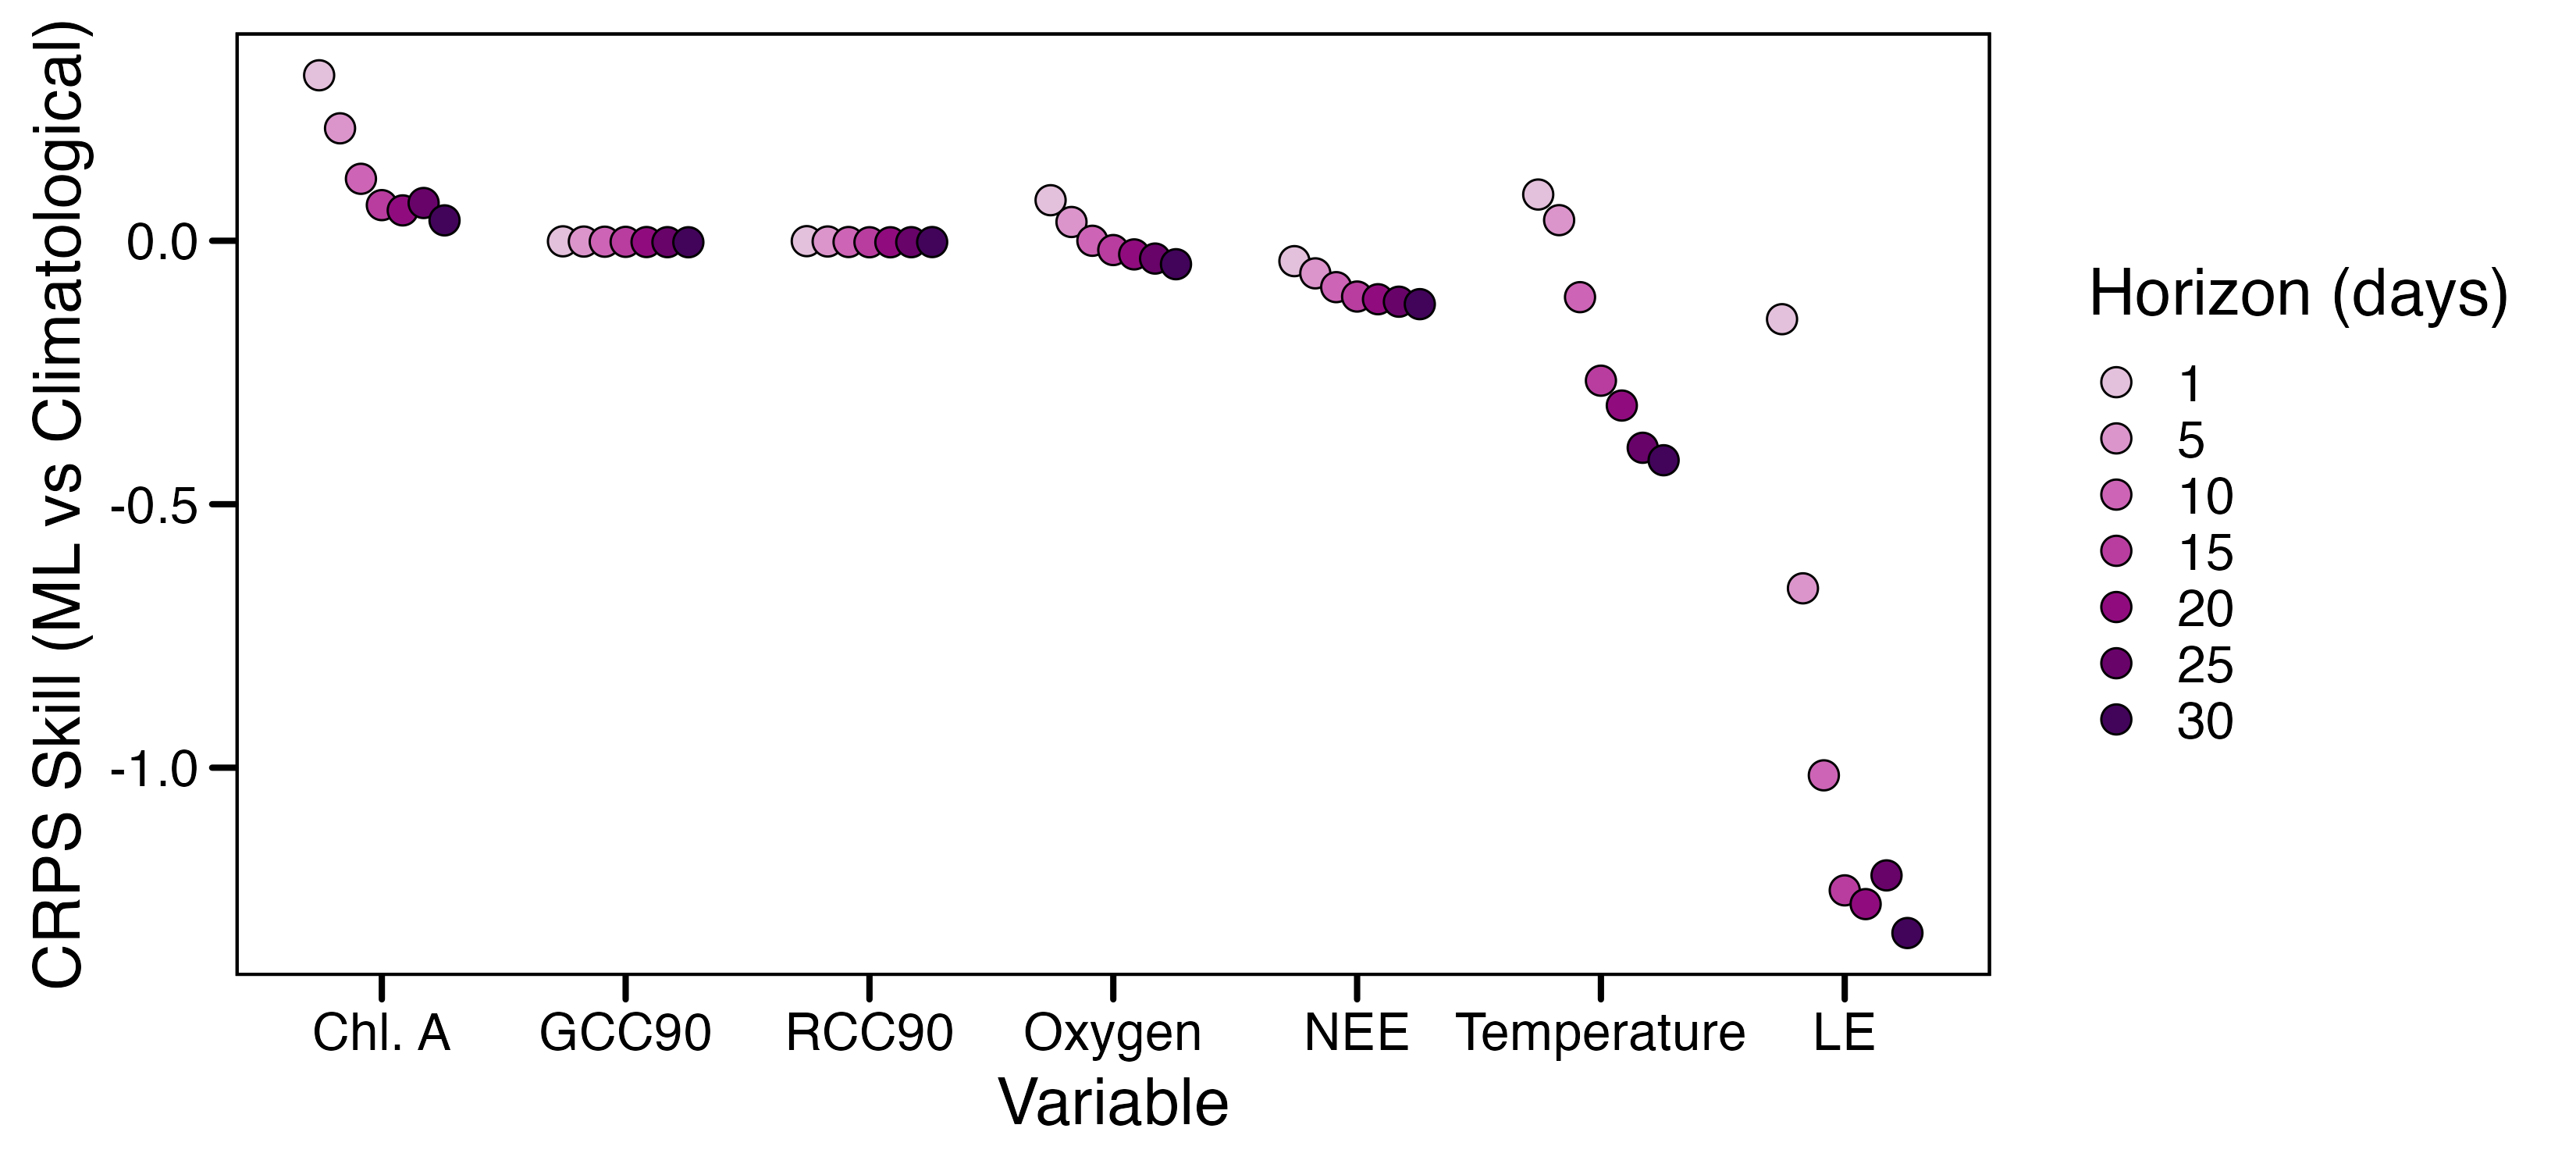 CRPS Skill (ML vs Climatological)
0.0
-0.5
-1.0
Chl. A
GCC90
RCC90
Oxygen
NEE
Temperature
LE
Variable
Horizon (days)
1
5
10
15
20
25
30